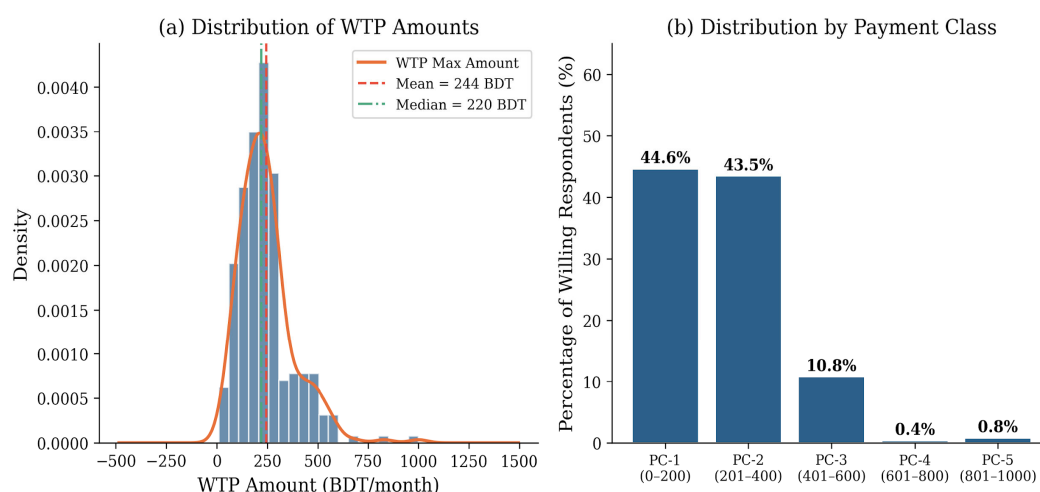 (a) Distribution of WTP Amounts
WTP Max Amount
Mean = 244 BDT
Median = 220 BDT
Density
0.0040
0.0035
0.0030
0.0025
0.0020
0.0015
0.0010
0.0005
0.0000
−500 −250 0 250 500 750 1000 1250 1500
WTP Amount (BDT/month)
(b) Distribution by Payment Class
Percentage of Willing Respondents (%)
60
50
40
30
20
10
0
44.6%
43.5%
10.8%
0.4%
0.8%
PC-1
(0–200)
PC-2
(201–400)
PC-3
(401–600)
PC-4
(601–800)
PC-5
(801–1000)